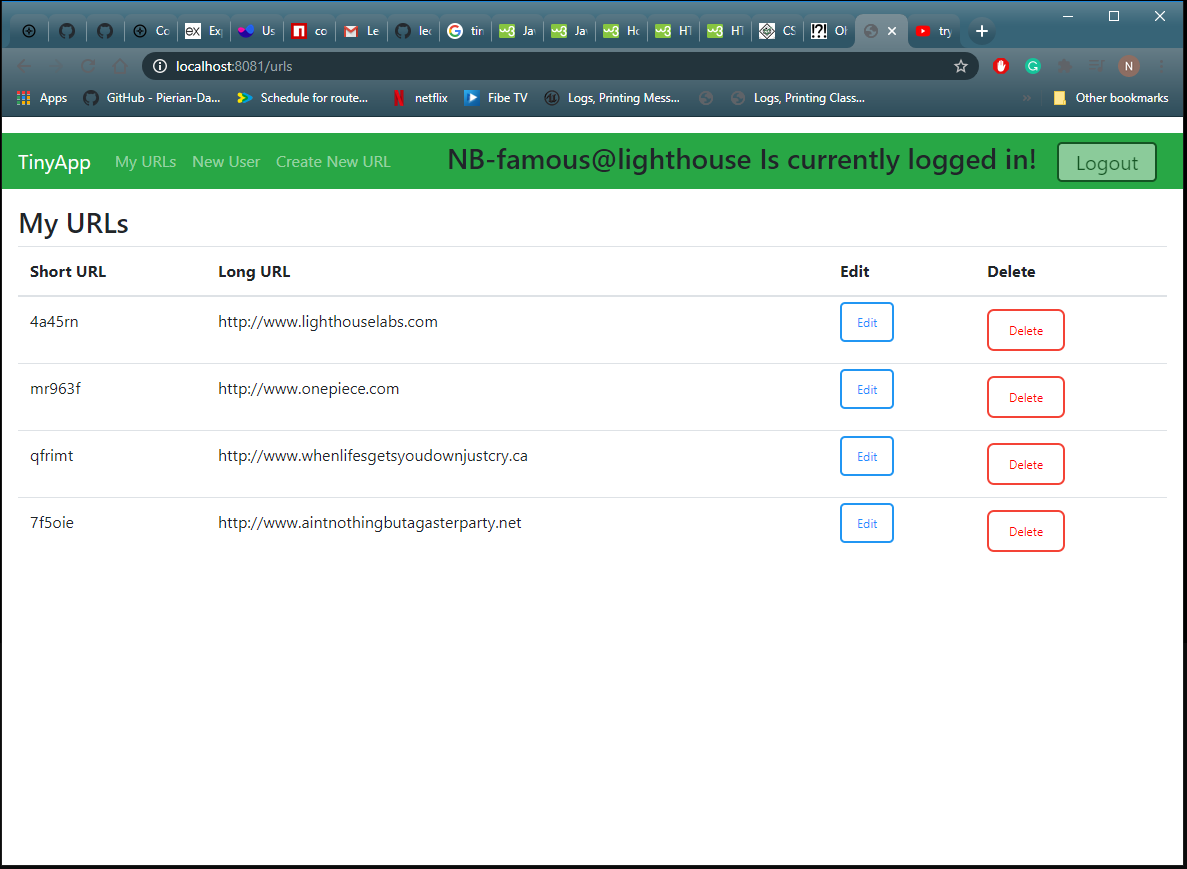 Co Ex Us co Le lec tin Jav Jav Ho HT HT CS Oh try
localhost:8081/urls N
Apps GitHub - Pierian-Da... Schedule for route... netflix Fibe TV Logs, Printing Mess... Logs, Printing Class... » Other bookmarks
TinyApp My URLs New User Create New URL NB-famous@lighthouse Is currently logged in! Logout
My URLs
Short URL Long URL Edit Delete
4a45rn http://www.lighthouselabs.com Edit Delete
mr963f http://www.onepiece.com Edit Delete
qfrimt http://www.whenlifesgetsyoudownjustcry.ca Edit Delete
7f5oie http://www.aintnothingbutagasterparty.net Edit Delete